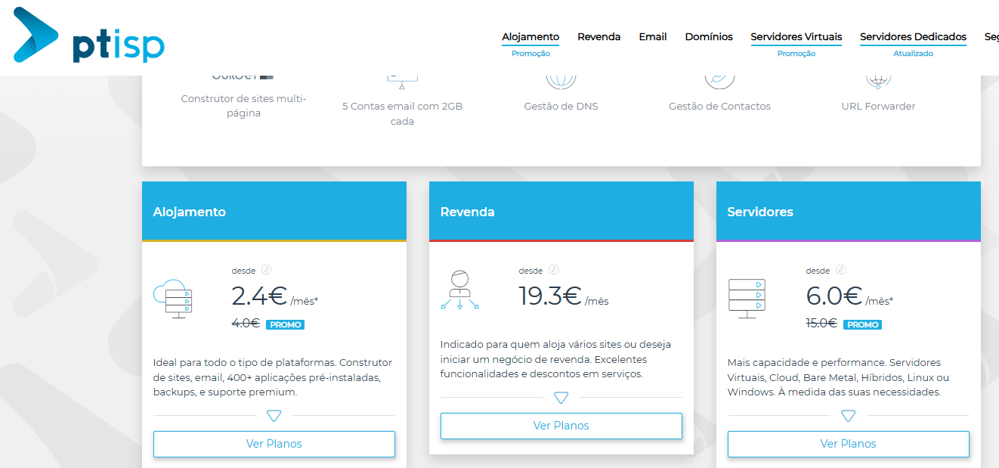 ptisp
Alojamento Revenda Email Domínios Servidores Virtuais Servidores Dedicados
Promoção Promoção Atualizado
Construtor de sites multi-
página
5 Contas email com 2GB
cada
Gestão de DNS
Gestão de Contactos
URL Forwarder
Alojamento
desde
2.4€ /mês*
4.0€ PROMO
Ideal para todo o tipo de plataformas. Construtor
de sites, email, 400+ aplicações pré-instaladas,
backups, e suporte premium.
Ver Planos
Revenda
desde
19.3€ /mês
Indicado para quem aloja vários sites ou deseja
iniciar um negócio de revenda. Excelentes
funcionalidades e descontos em serviços.
Ver Planos
Servidores
desde
6.0€ /mês*
15.0€ PROMO
Mais capacidade e performance. Servidores
Virtuais, Cloud, Bare Metal, Híbridos, Linux ou
Windows. À medida das suas necessidades.
Ver Planos